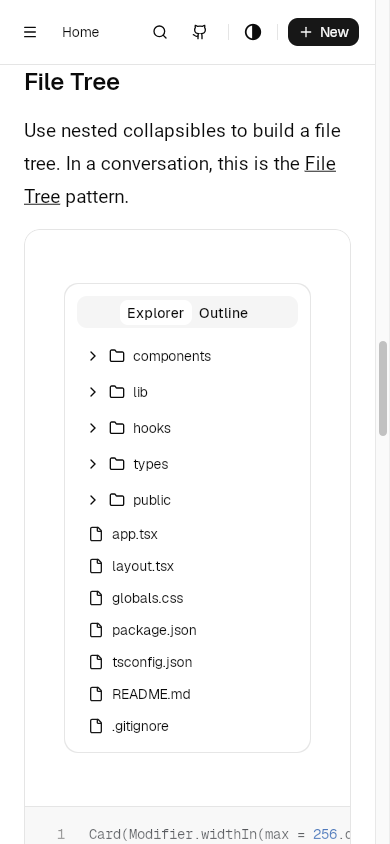 Home
New
File Tree
Use nested collapsibles to build a file
tree. In a conversation, this is the File
Tree pattern.
Explorer Outline
components
lib
hooks
types
public
app.tsx
layout.tsx
globals.css
package.json
tsconfig.json
README.md
.gitignore
1 Card(Modifier.widthIn(max = 256.